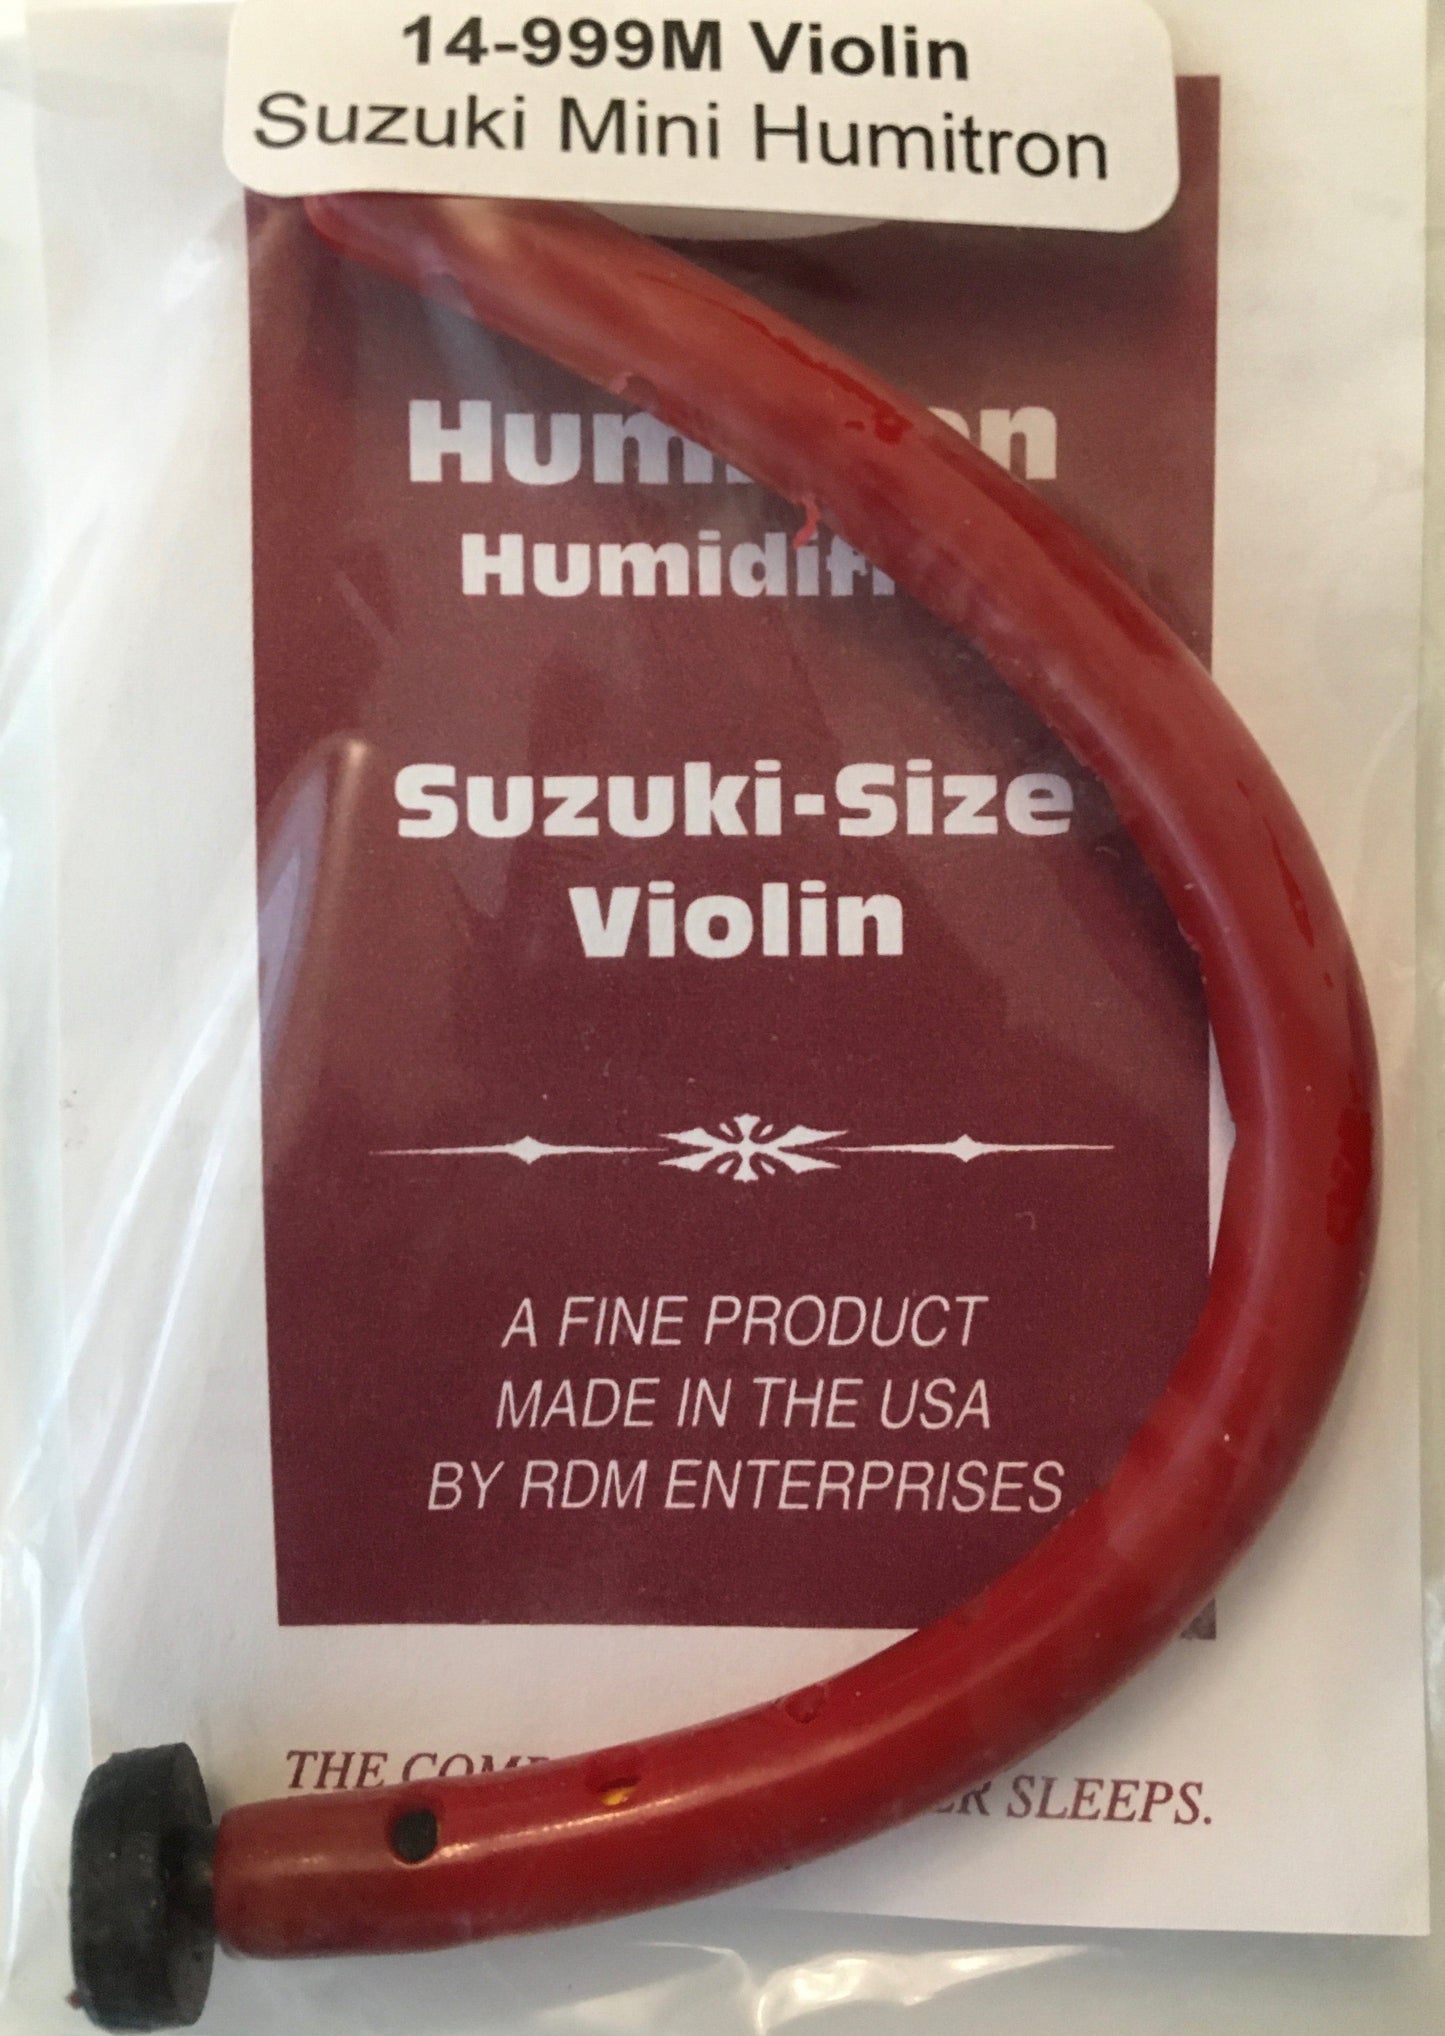 14-999M Violin
Suzuki Mini Humitron
Suzuki-Size
Violin
A FINE PRODUCT
MADE IN THE USA
BY RDM ENTERPRISES
THE SLEEPS.